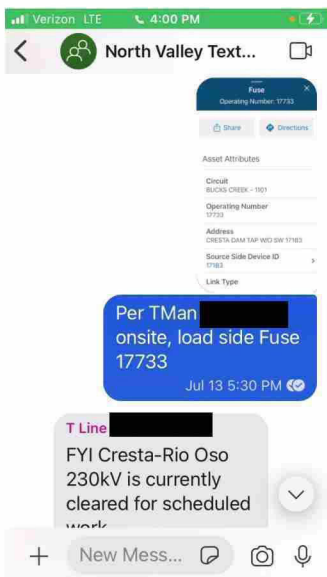 Verizon LTE 4:00 PM
North Valley Text...
Fuse
Operating Number: 17733
Share Directions
Asset Attributes
Circuit
BUCKS CREEK - 1101
Operating Number
17733
Address
CRESTA DAM TAP W/O SW 17183
Source Side Device ID
17183
Link Type
Per TMan
onsite, load side Fuse
17733
Jul 13 5:30 PM
T Line
FYI Cresta-Rio Oso
230kV is currently
cleared for scheduled
work
New Mess...